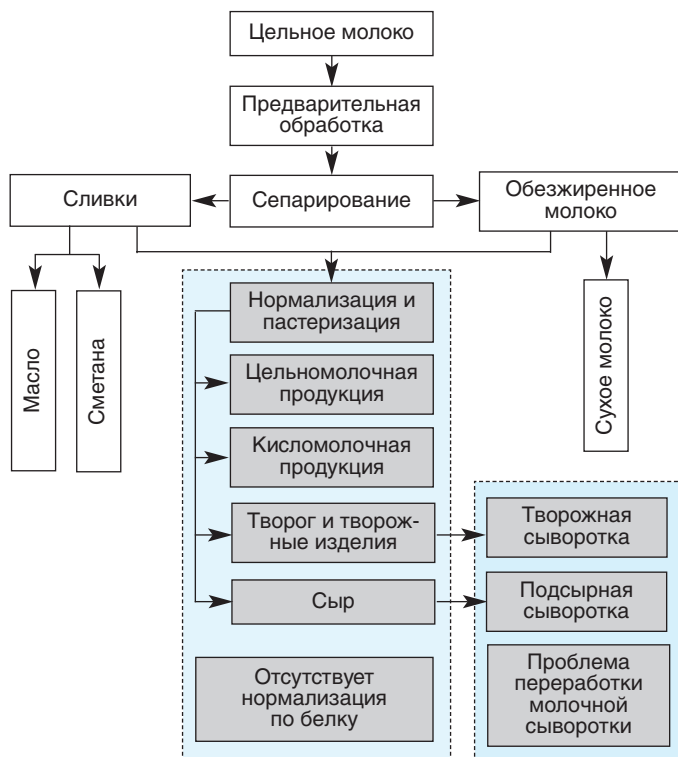 Цельное молоко
Предварительная
обработка
Сливки
Сепарирование
Обезжиренное
молоко
Масло
Сметана
Нормализация и
пастеризация
Сухое молоко
Цельномолочная
продукция
Кисломолочная
продукция
Творог и творож-
ные изделия
Творожная
сыворотка
Сыр
Подсырная
сыворотка
Отсутствует
нормализация
по белку
Проблема
переработки
молочной
сыворотки